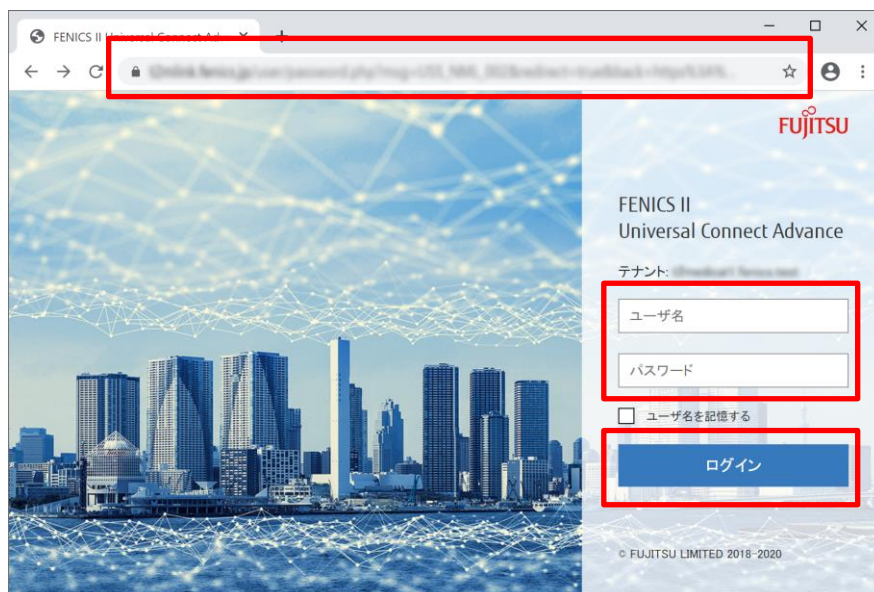 FENICS II Universal Connect Ad
FUJITSU
FENICS II
Universal Connect Advance
テナント:
ユーザ名
パスワード
ユーザ名を記憶する
ログイン
© FUJITSU LIMITED 2018-2020